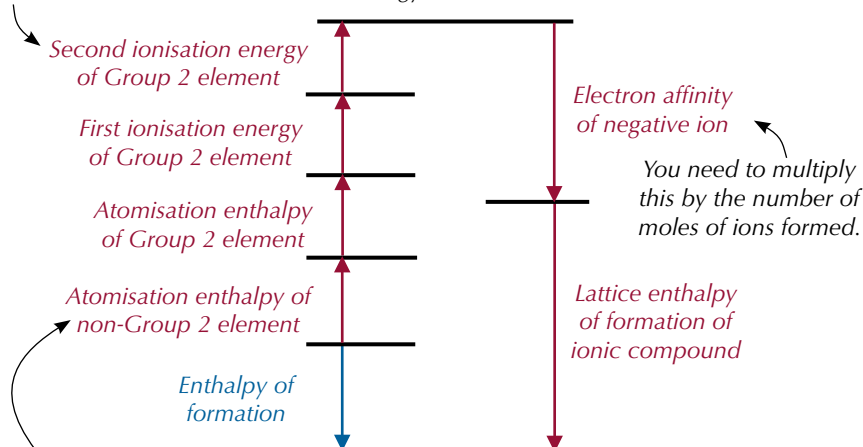 Second ionisation energy
of Group 2 element
First ionisation energy
of Group 2 element
Atomisation enthalpy
of Group 2 element
Atomisation enthalpy of
non-Group 2 element
Enthalpy of
formation
Electron affinity
of negative ion
You need to multiply
this by the number of
moles of ions formed.
Lattice enthalpy
of formation of
ionic compound